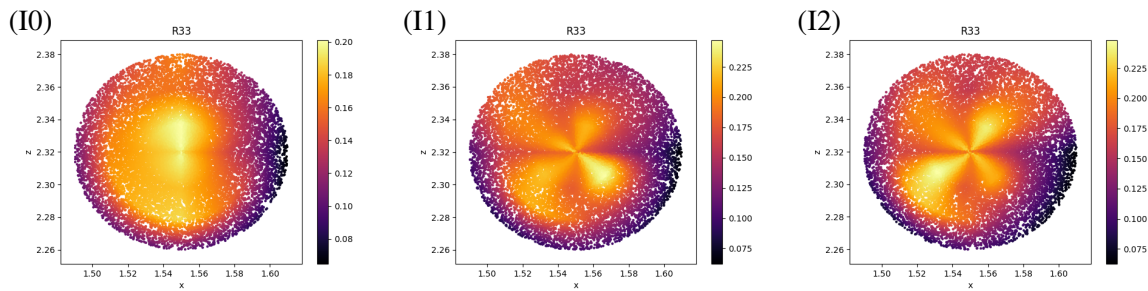 (I0) (I1) (I2)
R33 R33 R33
2.38 2.36 2.34 2.32 2.30 2.28 2.26
z
1.50 1.52 1.54 1.56 1.58 1.60
x
0.20 0.18 0.16 0.14 0.12 0.10 0.08
2.38 2.36 2.34 2.32 2.30 2.28 2.26
z
1.50 1.52 1.54 1.56 1.58 1.60
x
0.225 0.200 0.175 0.150 0.125 0.100 0.075
2.38 2.36 2.34 2.32 2.30 2.28 2.26
z
1.50 1.52 1.54 1.56 1.58 1.60
x
0.225 0.200 0.175 0.150 0.125 0.100 0.075